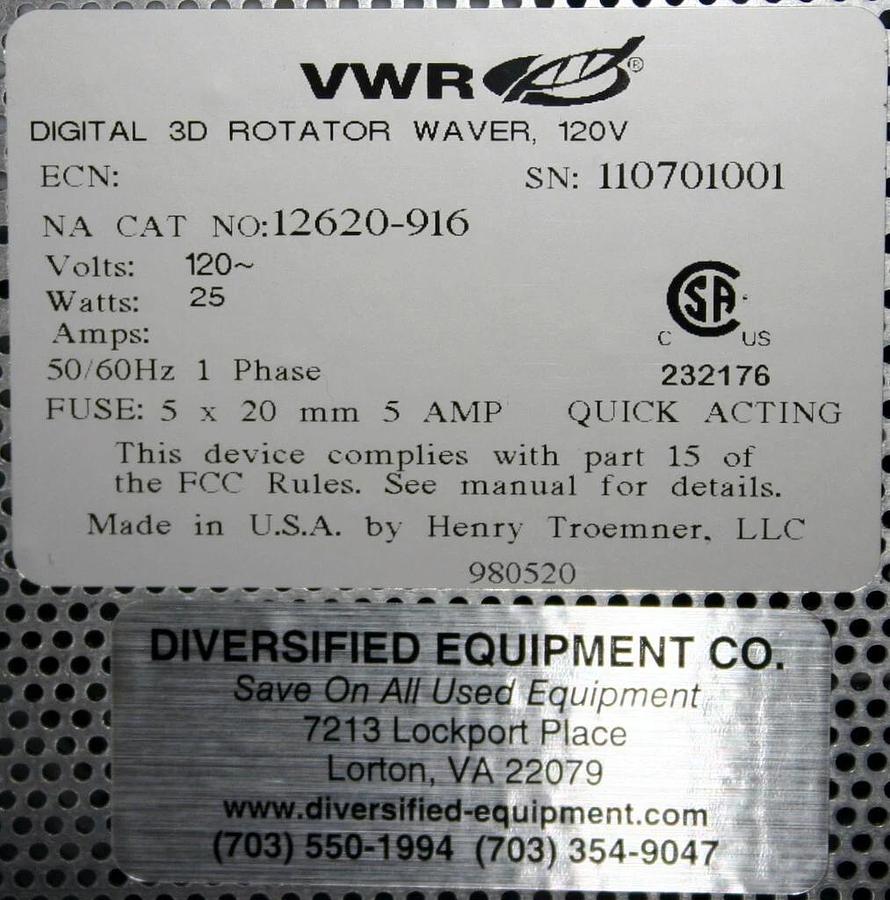 VWR®
DIGITAL 3D ROTATOR WAVER, 120V
ECN: SN: 110701001
NA CAT NO:12620-916
Volts: 120~
Watts: 25
Amps:
50/60Hz 1 Phase
CSA
C US
232176
FUSE: 5 x 20 mm 5 AMP QUICK ACTING
This device complies with part 15 of
the FCC Rules. See manual for details.
Made in U.S.A. by Henry Troemner, LLC
980520
DIVERSIFIED EQUIPMENT CO.
Save On All Used Equipment
7213 Lockport Place
Lorton, VA 22079
www.diversified-equipment.com
(703) 550-1994 (703) 354-9047